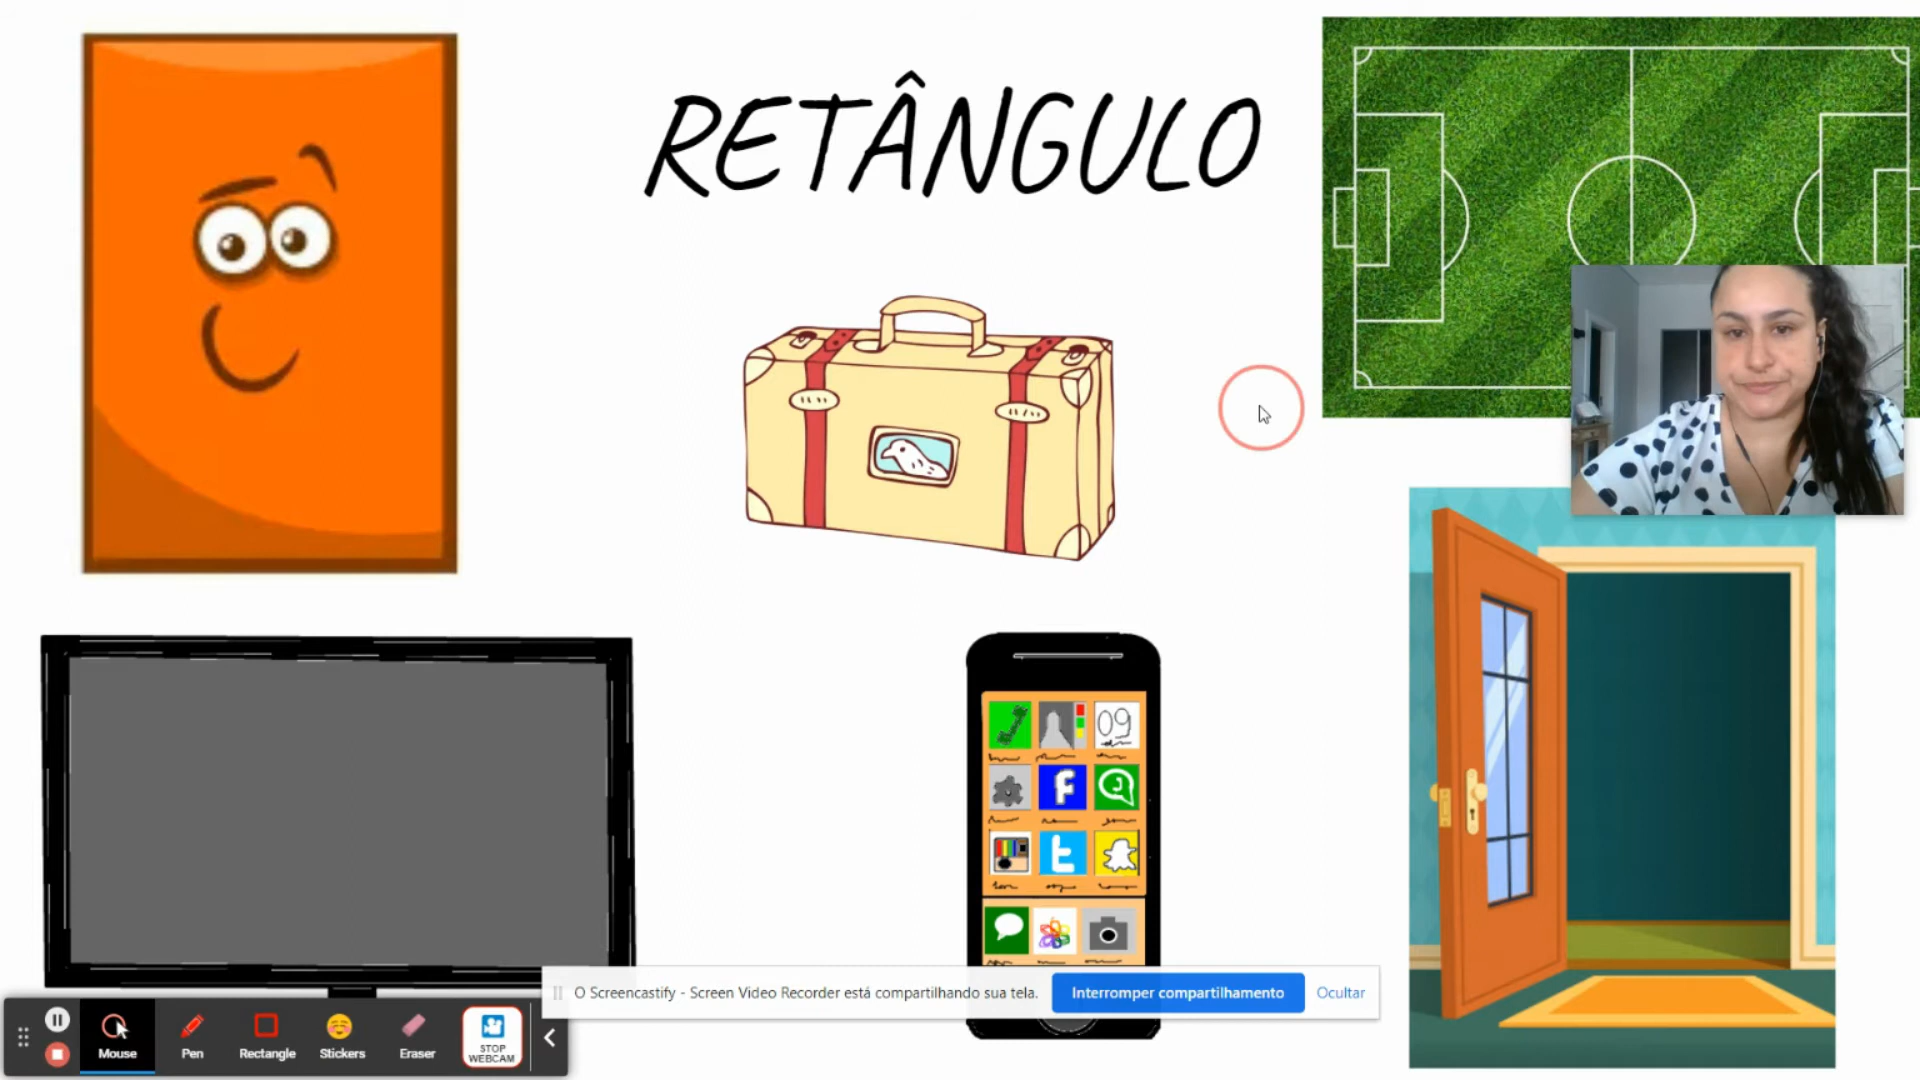 RETÂNGULO
09
f
t
O Screencastify - Screen Video Recorder está compartilhando sua tela.
Interromper compartilhamento
Ocultar
Mouse
Pen
Rectangle
Stickers
Eraser
STOP
WEBCAM